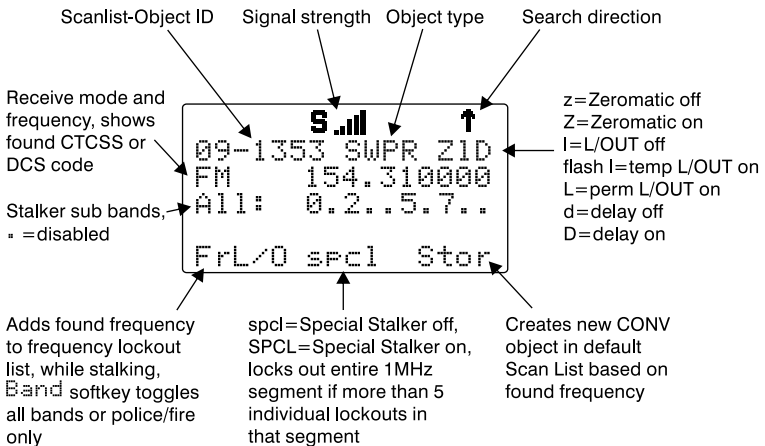 Scanlist-Object ID
Signal strength
Object type
Search direction
Receive mode and
frequency, shows
found CTCSS or
DCS code
Stalker sub bands,
▪ =disabled
S
09-1353 SWPR ZlD
FM 154.310000
All: 0.2..5.7..
FrL/O spcl Stor
z=Zeromatic off
Z=Zeromatic on
l=L/OUT off
flash l=temp L/OUT on
L=perm L/OUT on
d=delay off
D=delay on
Adds found frequency
to frequency lockout
list, while stalking,
Band softkey toggles
all bands or police/fire
only
spcl=Special Stalker off,
SPCL=Special Stalker on,
locks out entire 1MHz
segment if more than 5
individual lockouts in
that segment
Creates new CONV
object in default
Scan List based on
found frequency